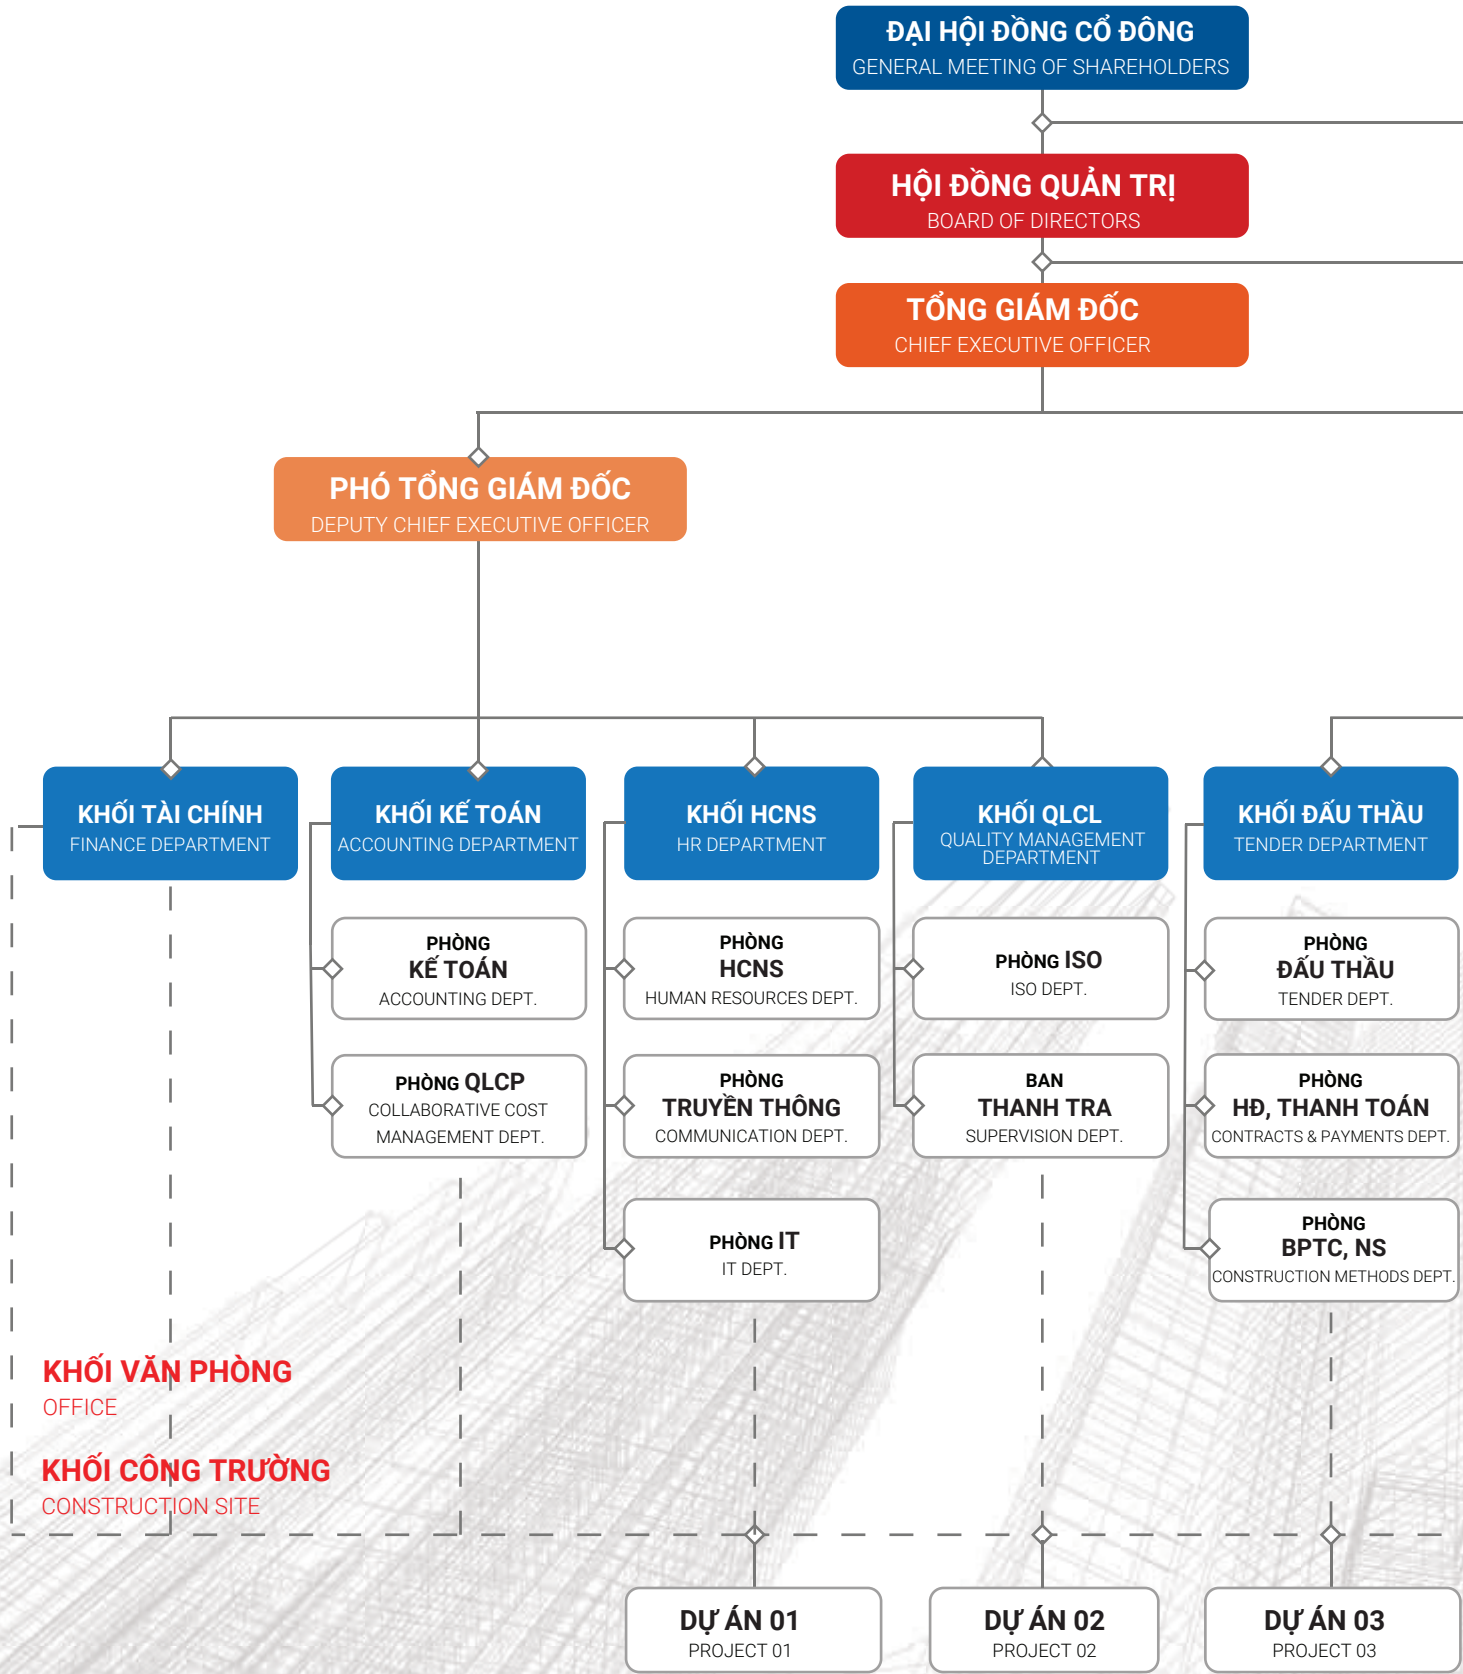 ĐẠI HỘI ĐỒNG CỔ ĐÔNG
GENERAL MEETING OF SHAREHOLDERS
HỘI ĐỒNG QUẢN TRỊ
BOARD OF DIRECTORS
TỔNG GIÁM ĐỐC
CHIEF EXECUTIVE OFFICER
PHÓ TỔNG GIÁM ĐỐC
DEPUTY CHIEF EXECUTIVE OFFICER
KHỐI TÀI CHÍNH
FINANCE DEPARTMENT
KHỐI KẾ TOÁN
ACCOUNTING DEPARTMENT
KHỐI HCNS
HR DEPARTMENT
KHỐI QLCL
QUALITY MANAGEMENT
DEPARTMENT
KHỐI ĐẤU THẦU
TENDER DEPARTMENT
PHÒNG
KẾ TOÁN
ACCOUNTING DEPT.
PHÒNG
HCNS
HUMAN RESOURCES DEPT.
PHÒNG ISO
ISO DEPT.
PHÒNG
ĐẤU THẦU
TENDER DEPT.
PHÒNG QLCP
COLLABORATIVE COST
MANAGEMENT DEPT.
PHÒNG
TRUYỀN THÔNG
COMMUNICATION DEPT.
BAN
THANH TRA
SUPERVISION DEPT.
PHÒNG
HĐ, THANH TOÁN
CONTRACTS & PAYMENTS DEPT.
PHÒNG IT
IT DEPT.
PHÒNG
BPTC, NS
CONSTRUCTION METHODS DEPT.
KHỐI VĂN PHÒNG
OFFICE
KHỐI CÔNG TRƯỜNG
CONSTRUCTION SITE
DỰ ÁN 01
PROJECT 01
DỰ ÁN 02
PROJECT 02
DỰ ÁN 03
PROJECT 03